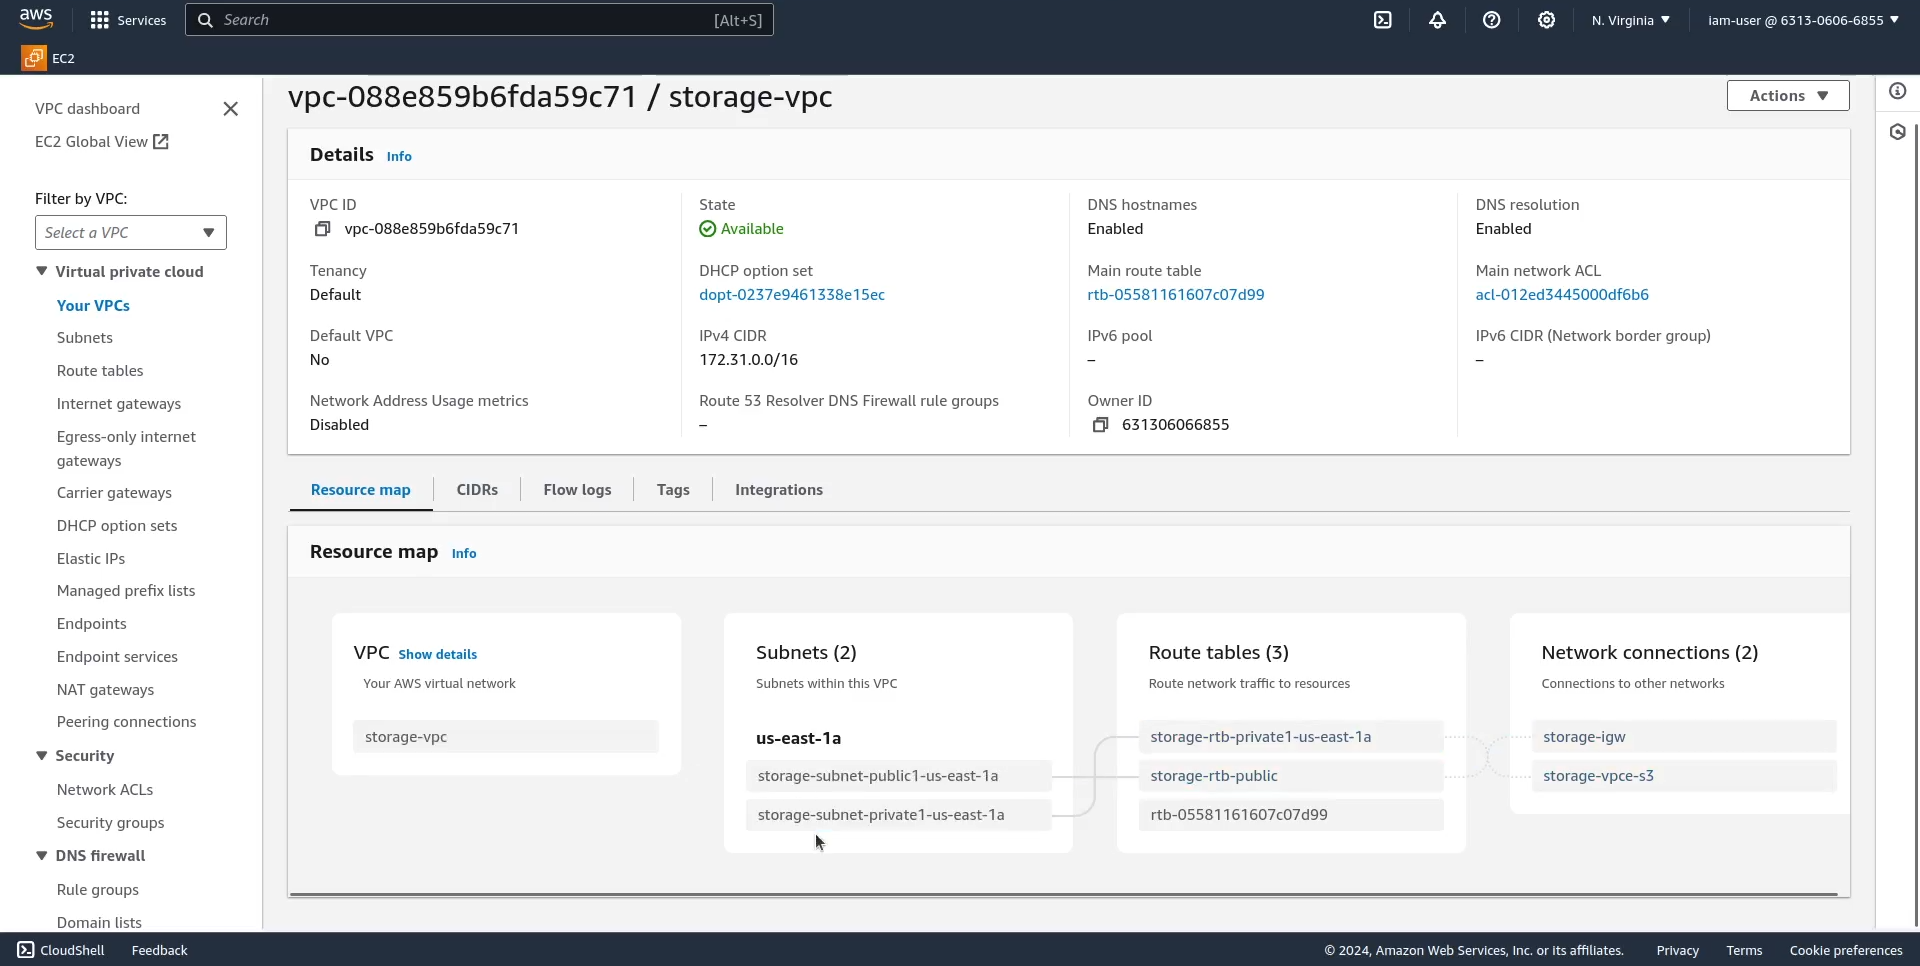 aws
Services
Search
[Alt+S]
N. Virginia
iam-user @ 6313-0606-6855
EC2
VPC dashboard
EC2 Global View
Filter by VPC:
Select a VPC
Virtual private cloud
Your VPCs
Subnets
Route tables
Internet gateways
Egress-only internet
gateways
Carrier gateways
DHCP option sets
Elastic IPs
Managed prefix lists
Endpoints
Endpoint services
NAT gateways
Peering connections
Security
Network ACLs
Security groups
DNS firewall
Rule groups
Domain lists
vpc-088e859b6fda59c71 / storage-vpc
Actions
Details Info
VPC ID
vpc-088e859b6fda59c71
State
Available
DNS hostnames
Enabled
DNS resolution
Enabled
Tenancy
Default
DHCP option set
dopt-0237e9461338e15ec
Main route table
rtb-05581161607c07d99
Main network ACL
acl-012ed3445000df6b6
Default VPC
No
IPv4 CIDR
172.31.0.0/16
IPv6 pool
–
IPv6 CIDR (Network border group)
–
Network Address Usage metrics
Disabled
Route 53 Resolver DNS Firewall rule groups
–
Owner ID
631306066855
Resource map
CIDRs
Flow logs
Tags
Integrations
Resource map Info
VPC Show details
Your AWS virtual network
storage-vpc
Subnets (2)
Subnets within this VPC
us-east-1a
storage-subnet-public1-us-east-1a
storage-subnet-private1-us-east-1a
Route tables (3)
Route network traffic to resources
storage-rtb-private1-us-east-1a
storage-rtb-public
rtb-05581161607c07d99
Network connections (2)
Connections to other networks
storage-igw
storage-vpce-s3
CloudShell
Feedback
© 2024, Amazon Web Services, Inc. or its affiliates.
Privacy
Terms
Cookie preferences